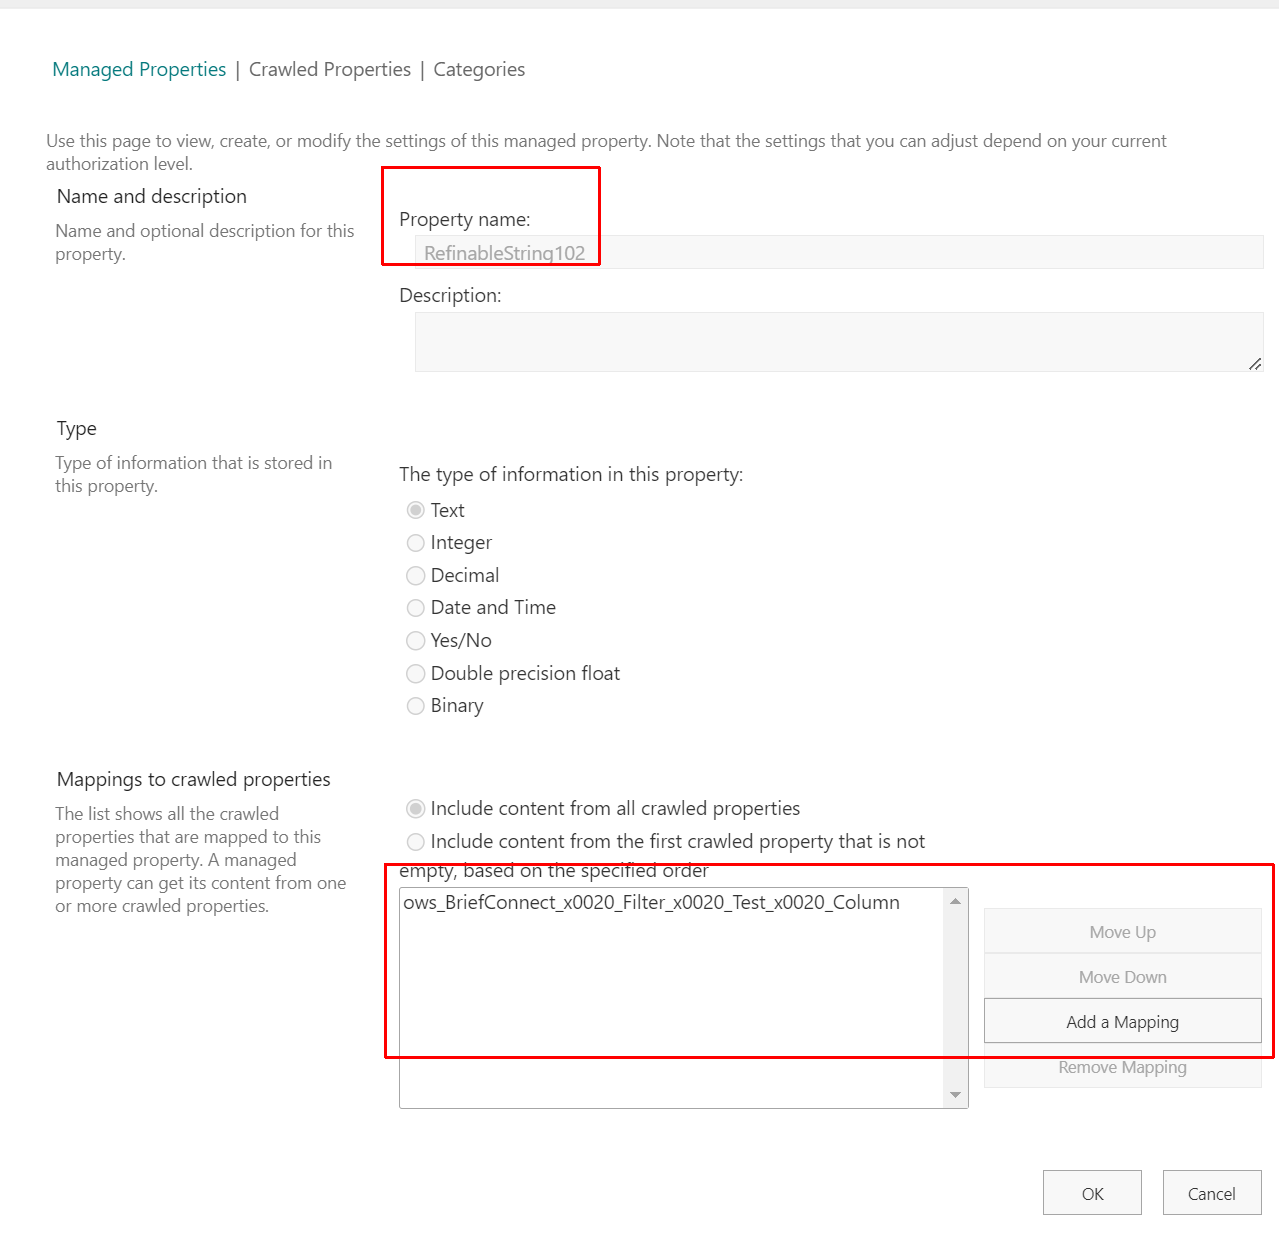 Managed Properties | Crawled Properties | Categories
Use this page to view, create, or modify the settings of this managed property. Note that the settings that you can adjust depend on your current
authorization level.
Name and description
Name and optional description for this
property.
Property name:
RefinableString102
Description:
Type
Type of information that is stored in
this property.
The type of information in this property:
Text
Integer
Decimal
Date and Time
Yes/No
Double precision float
Binary
Mappings to crawled properties
The list shows all the crawled
properties that are mapped to this
managed property. A managed
property can get its content from one
or more crawled properties.
Include content from all crawled properties
Include content from the first crawled property that is not
empty, based on the specified order
ows_BriefConnect_x0020_Filter_x0020_Test_x0020_Column
Move Up
Move Down
Add a Mapping
Remove Mapping
OK
Cancel